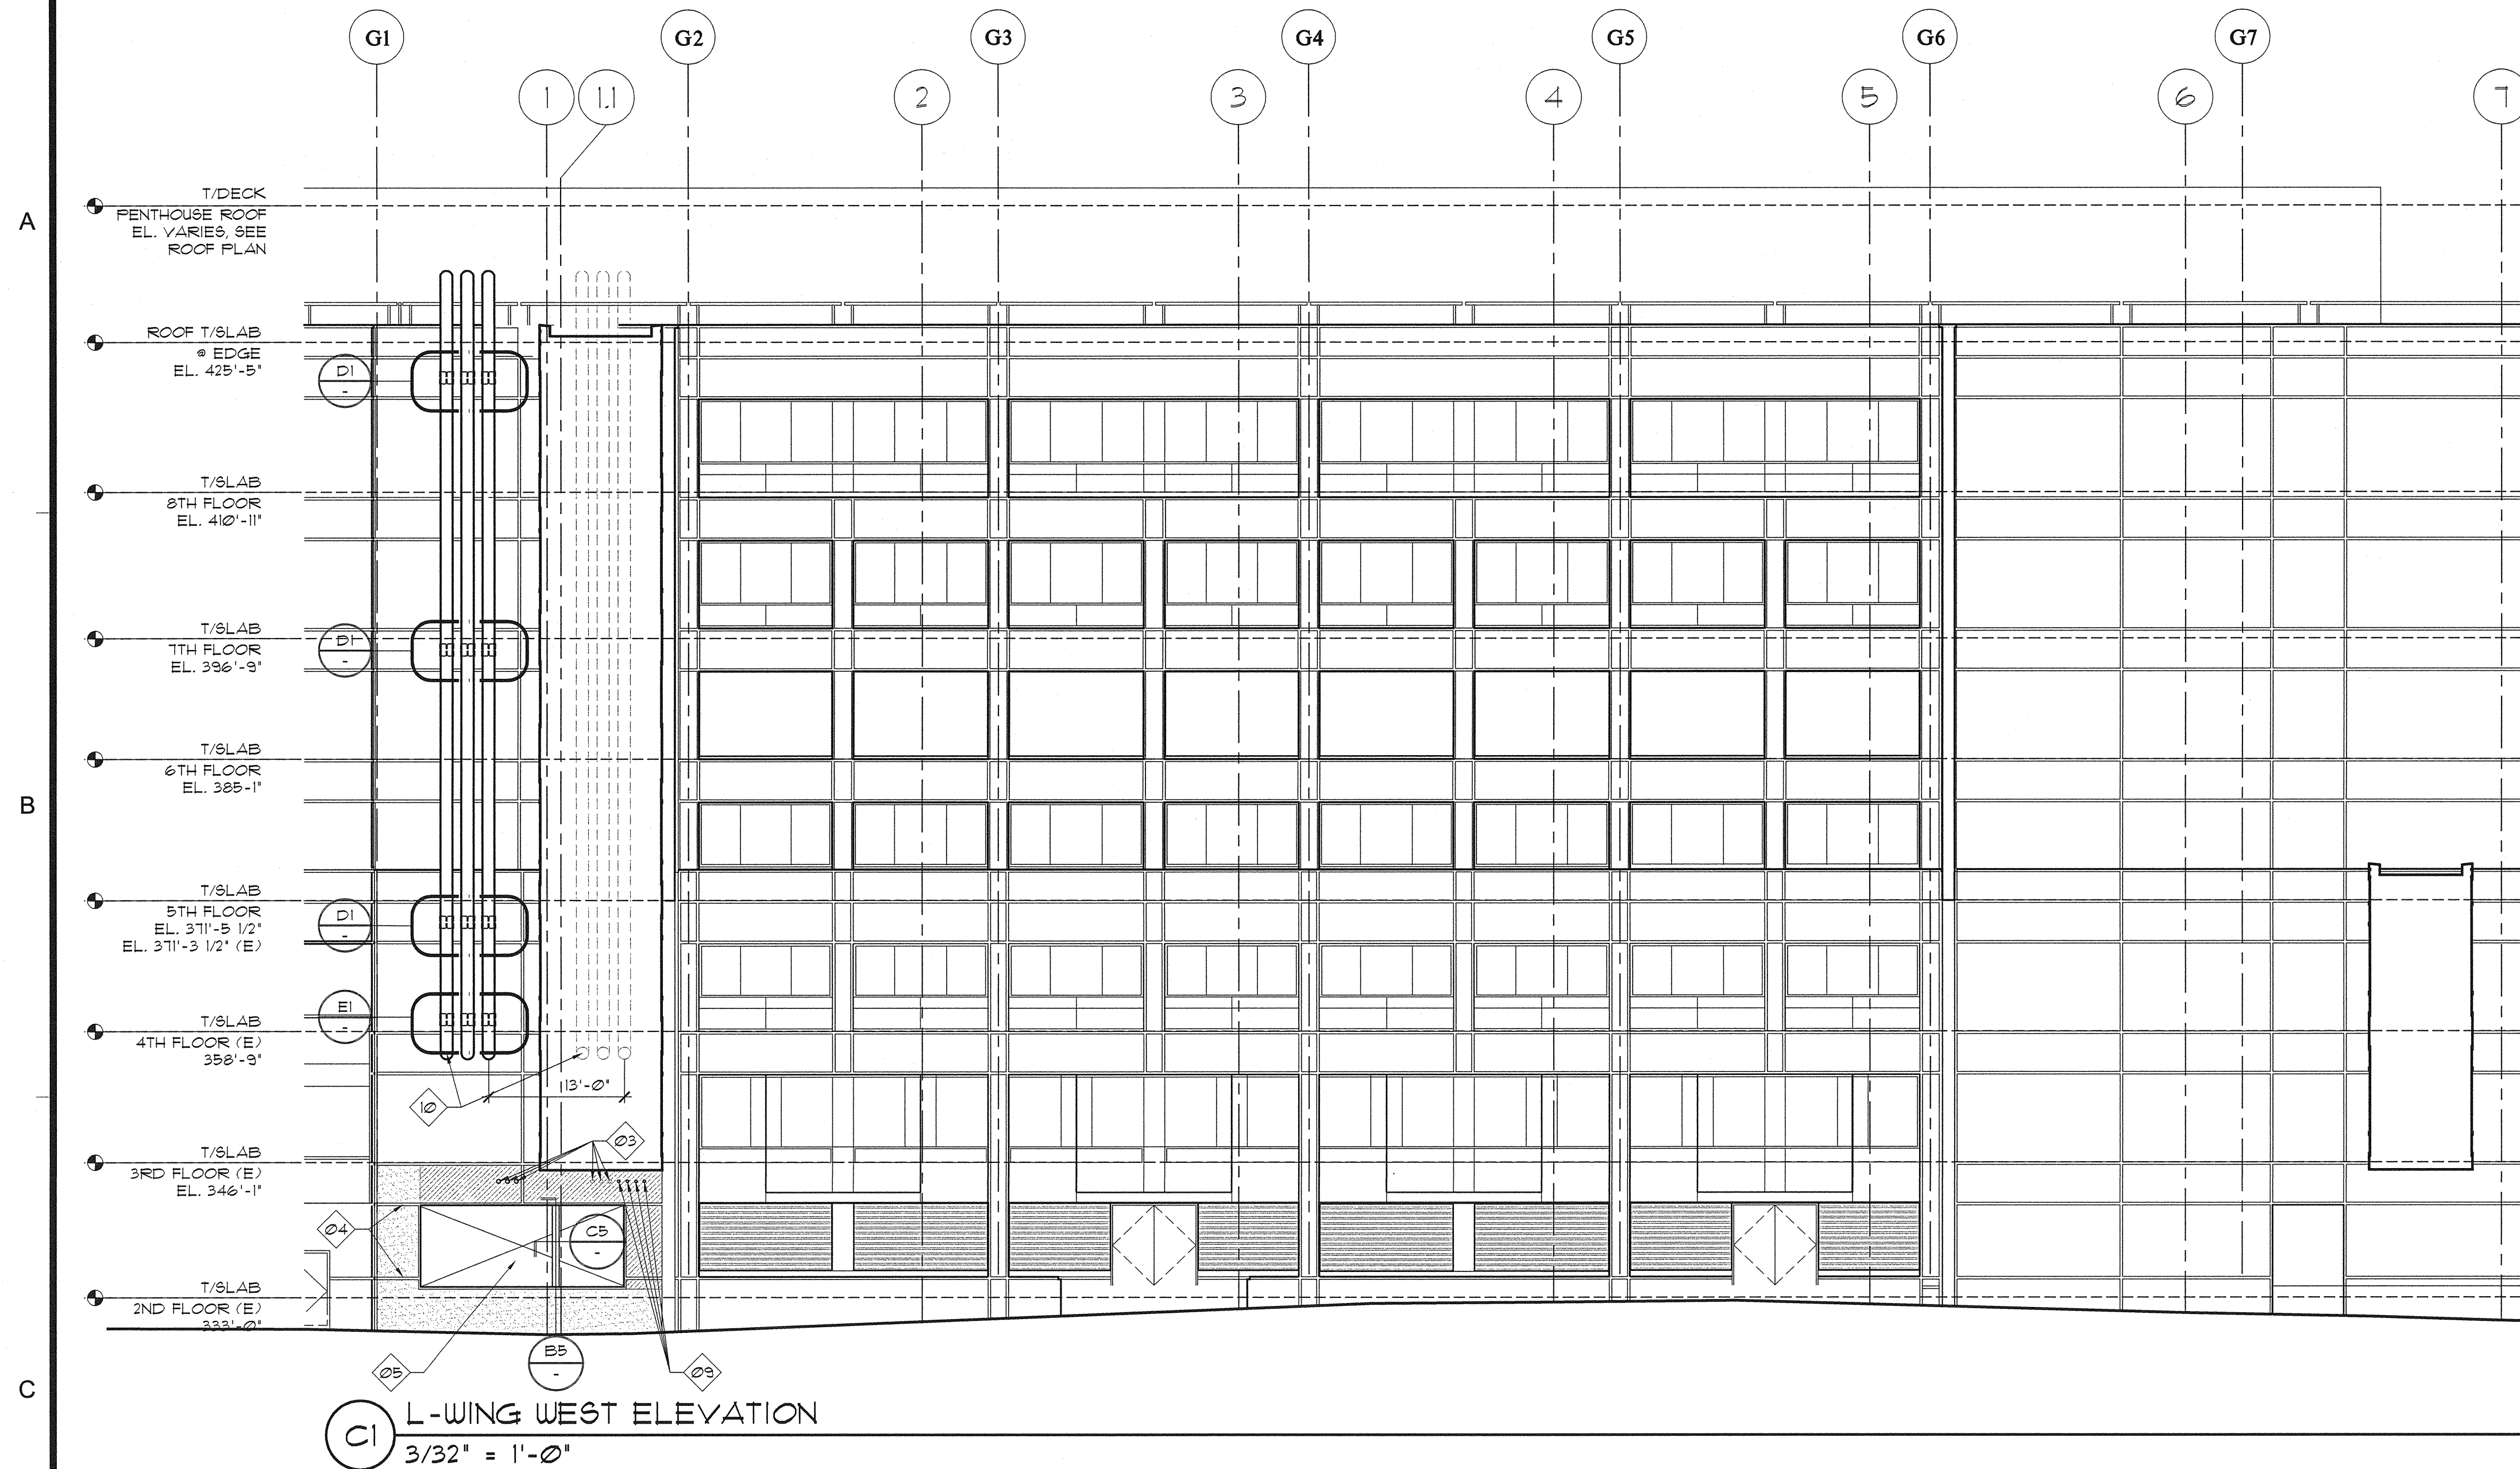 G1 G2 G3 G4 G5 G6 G7
1 1.1 2 3 4 5 6 7
A
T/DECK
PENTHOUSE ROOF
EL. VARIES, SEE
ROOF PLAN
ROOF T/SLAB
@ EDGE
EL. 425'-5"
D1
-
T/SLAB
8TH FLOOR
EL. 410'-11"
T/SLAB
7TH FLOOR
EL. 396'-9"
D1
-
T/SLAB
6TH FLOOR
EL. 385-1"
B
T/SLAB
5TH FLOOR
EL. 371'-5 1/2"
EL. 371'-3 1/2" (E)
D1
-
E1
-
T/SLAB
4TH FLOOR (E)
358'-9"
13'-0"
10
03
T/SLAB
3RD FLOOR (E)
EL. 346'-1"
04
C5
-
T/SLAB
2ND FLOOR (E)
333'-0"
B5
-
05
09
C
C1
L-WING WEST ELEVATION
3/32" = 1'-0"